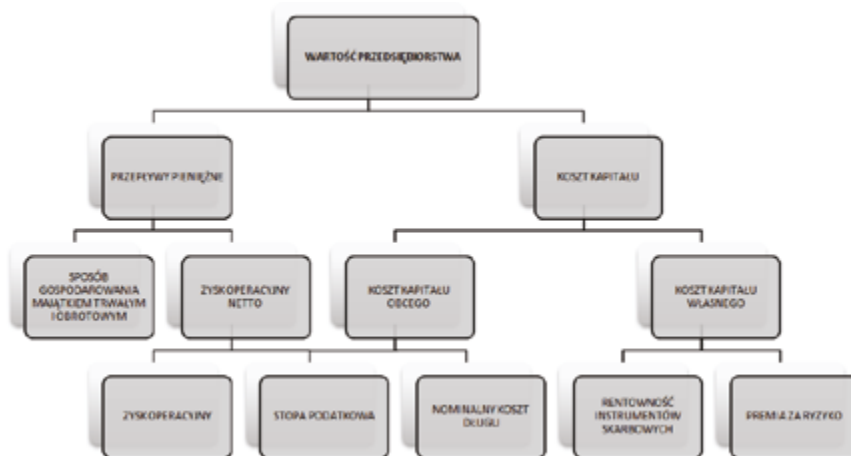 WARTOŚĆ PRZEDSIĘBIORSTWA
PRZEPŁYWY PIENIĘŻNE
KOSZT KAPITAŁU
SPOSÓB
GOSPODAROWANIA
MAJĄTKIEM TRWAŁYM
I OBROTOWYM
ZYSK OPERACYJNY
NETTO
KOSZT KAPITAŁU
OBCEGO
KOSZT KAPITAŁU
WŁASNEGO
ZYSK OPERACYJNY
STOPA PODATKOWA
NOMINALNY KOSZT
DŁUGU
RENTOWNOŚĆ
INSTRUMENTÓW
SKARBOWYCH
PREMIA ZA RYZYKO